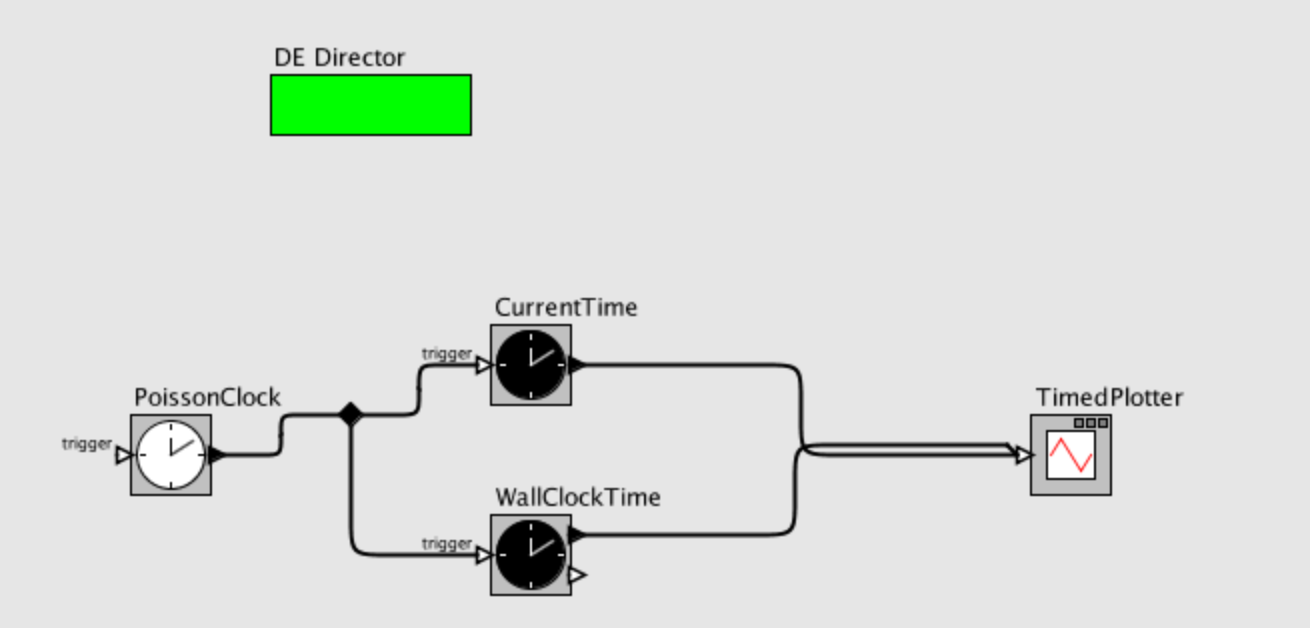 DE Director
CurrentTime
trigger
PoissonClock
TimedPlotter
trigger
WallClockTime
trigger